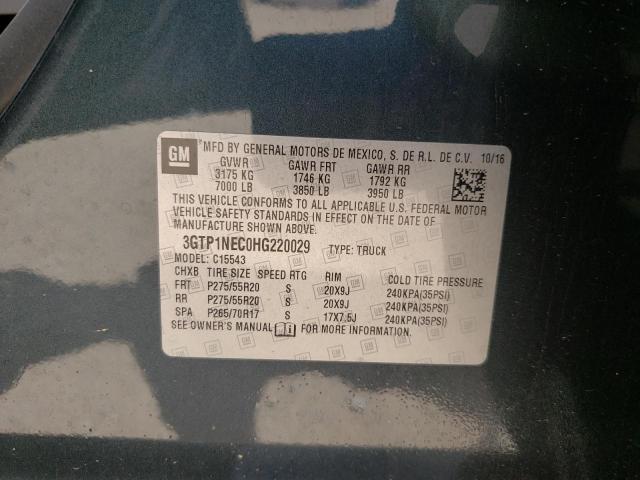 GM
® MFD BY GENERAL MOTORS DE MEXICO, S. DE R.L. DE C.V. 10/16
GVWR GAWR FRT GAWR RR
3175 KG 1746 KG 1792 KG
7000 LB 3850 LB 3950 LB
THIS VEHICLE CONFORMS TO ALL APPLICABLE U.S. FEDERAL MOTOR
VEHICLE SAFETY STANDARDS IN EFFECT ON THE DATE OF
MANUFACTURE SHOWN ABOVE.
3GTP1NEC0HG220029 TYPE: TRUCK
MODEL: C15543
CHXB TIRE SIZE SPEED RTG RIM COLD TIRE PRESSURE
FRT P275/55R20 S 20X9J 240KPA(35PSI)
RR P275/55R20 S 20X9J 240KPA(35PSI)
SPA P265/70R17 S 17X7.5J 240KPA(35PSI)
SEE OWNER'S MANUAL i FOR MORE INFORMATION.